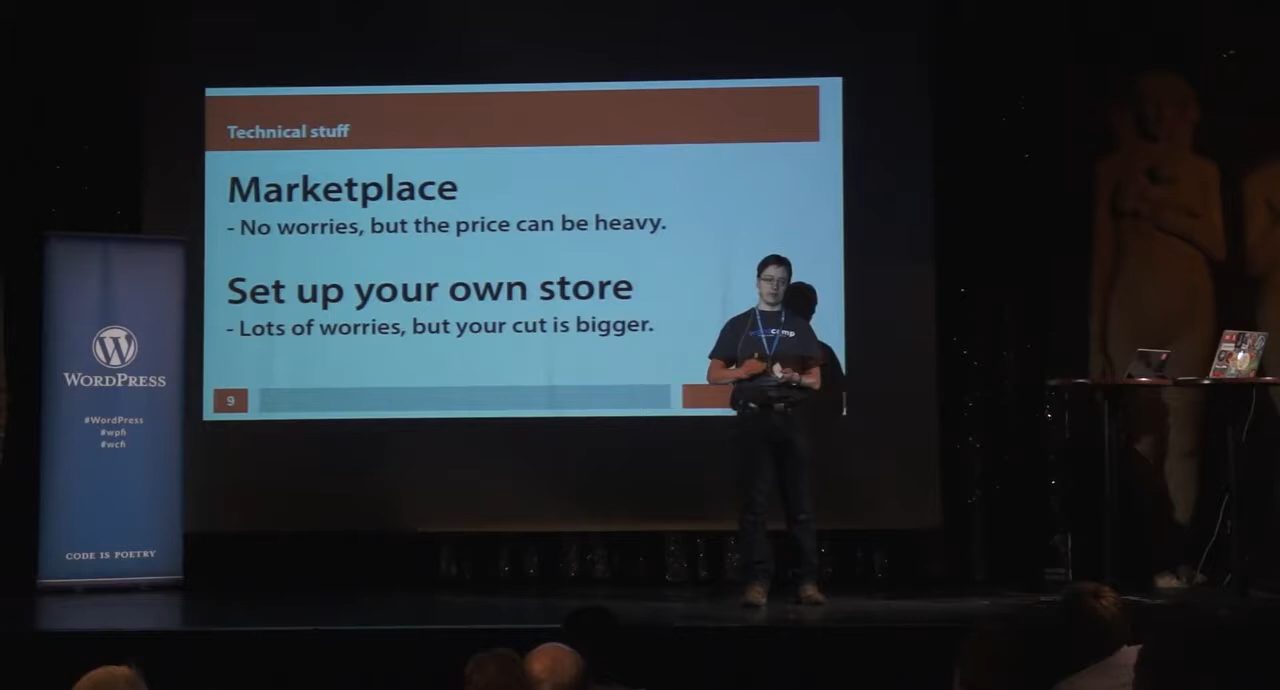 Technical stuff
Marketplace
- No worries, but the price can be heavy.
Set up your own store
- Lots of worries, but your cut is bigger.
9
WORDPRESS
#WordPress
#wpfi
#wcfi
CODE IS POETRY